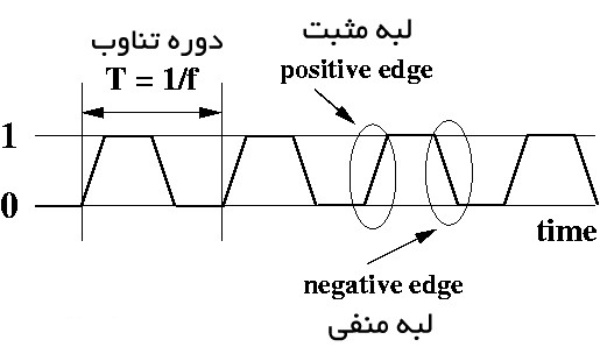 دوره تناوب
T = 1/f
لبه مثبت
positive edge
1
0
time
negative edge
لبه منفی